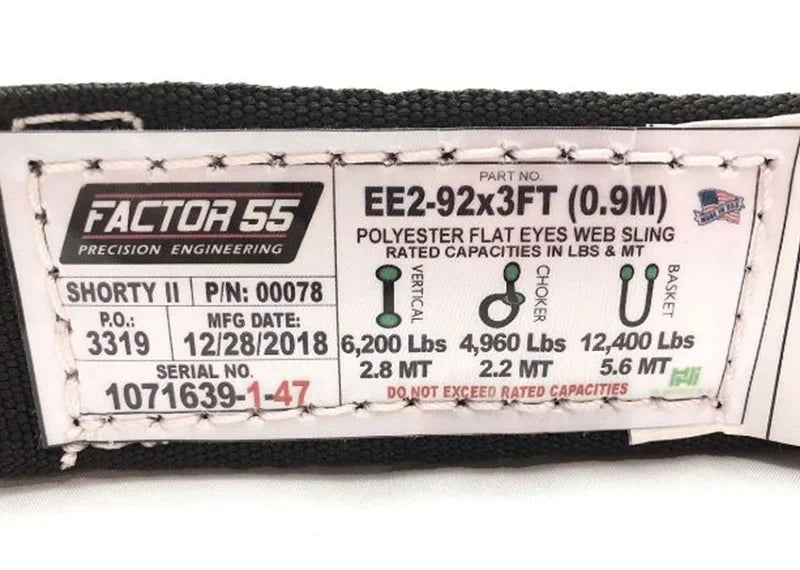 FACTOR 55
PRECISION ENGINEERING
SHORTY II P/N: 00078
P.O.: MFG DATE:
3319 12/28/2018
SERIAL NO.
1071639-1-47
PART NO.
EE2-92x3FT (0.9M)
MADE IN USA
POLYESTER FLAT EYES WEB SLING
RATED CAPACITIES IN LBS & MT
VERTICAL CHOKER BASKET
6,200 Lbs 4,960 Lbs 12,400 Lbs
2.8 MT 2.2 MT 5.6 MT
DO NOT EXCEED RATED CAPACITIES